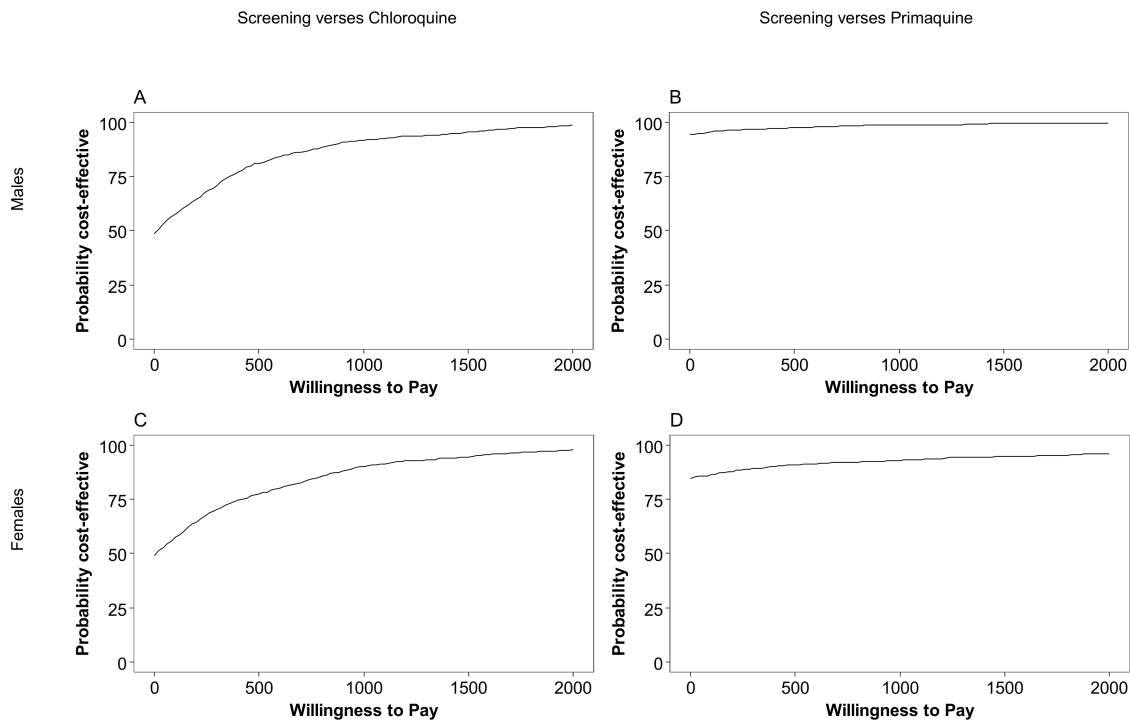 Screening verses Chloroquine
Screening verses Primaquine
Males
A
Probability cost-effective
100
75
50
25
0
0 500 1000 1500 2000
Willingness to Pay
B
Probability cost-effective
100
75
50
25
0
0 500 1000 1500 2000
Willingness to Pay
Females
C
Probability cost-effective
100
75
50
25
0
0 500 1000 1500 2000
Willingness to Pay
D
Probability cost-effective
100
75
50
25
0
0 500 1000 1500 2000
Willingness to Pay